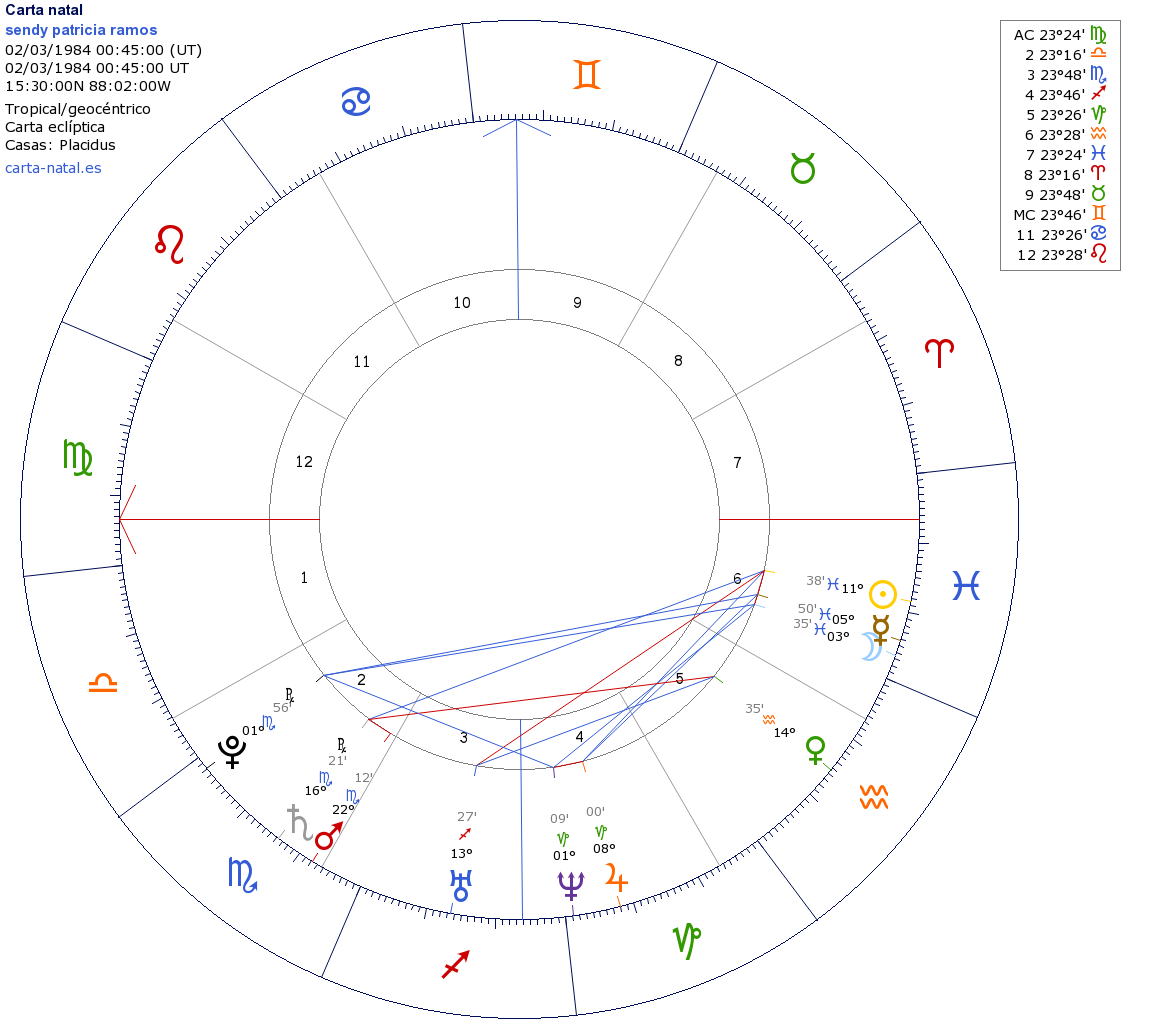 Carta natal
sendy patricia ramos
02/03/1984 00:45:00 (UT)
02/03/1984 00:45:00 UT
15:30:00N 88:02:00W
Tropical/geocéntrico
Carta eclíptica
Casas: Placidus
carta-natal.es
AC 23°24' ♍
2 23°16' ♎
3 23°48' ♏
4 23°46' ♐
5 23°26' ♑
6 23°28' ♒
7 23°24' ♓
8 23°16' ♈
9 23°48' ♉
MC 23°46' ♊
11 23°26' ♋
12 23°28' ♌
10
9
11
8
12
7
1
6
2
5
3
4
38' ♓ 11°
50' ♓ 05°
35' ♓ 03°
35' ♒ 14°
℞ 56' ♏ 01°
℞ 21' ♏ 16°
12' ♏ 22°
27' ♐ 13°
09' ♑ 01°
00' ♑ 08°